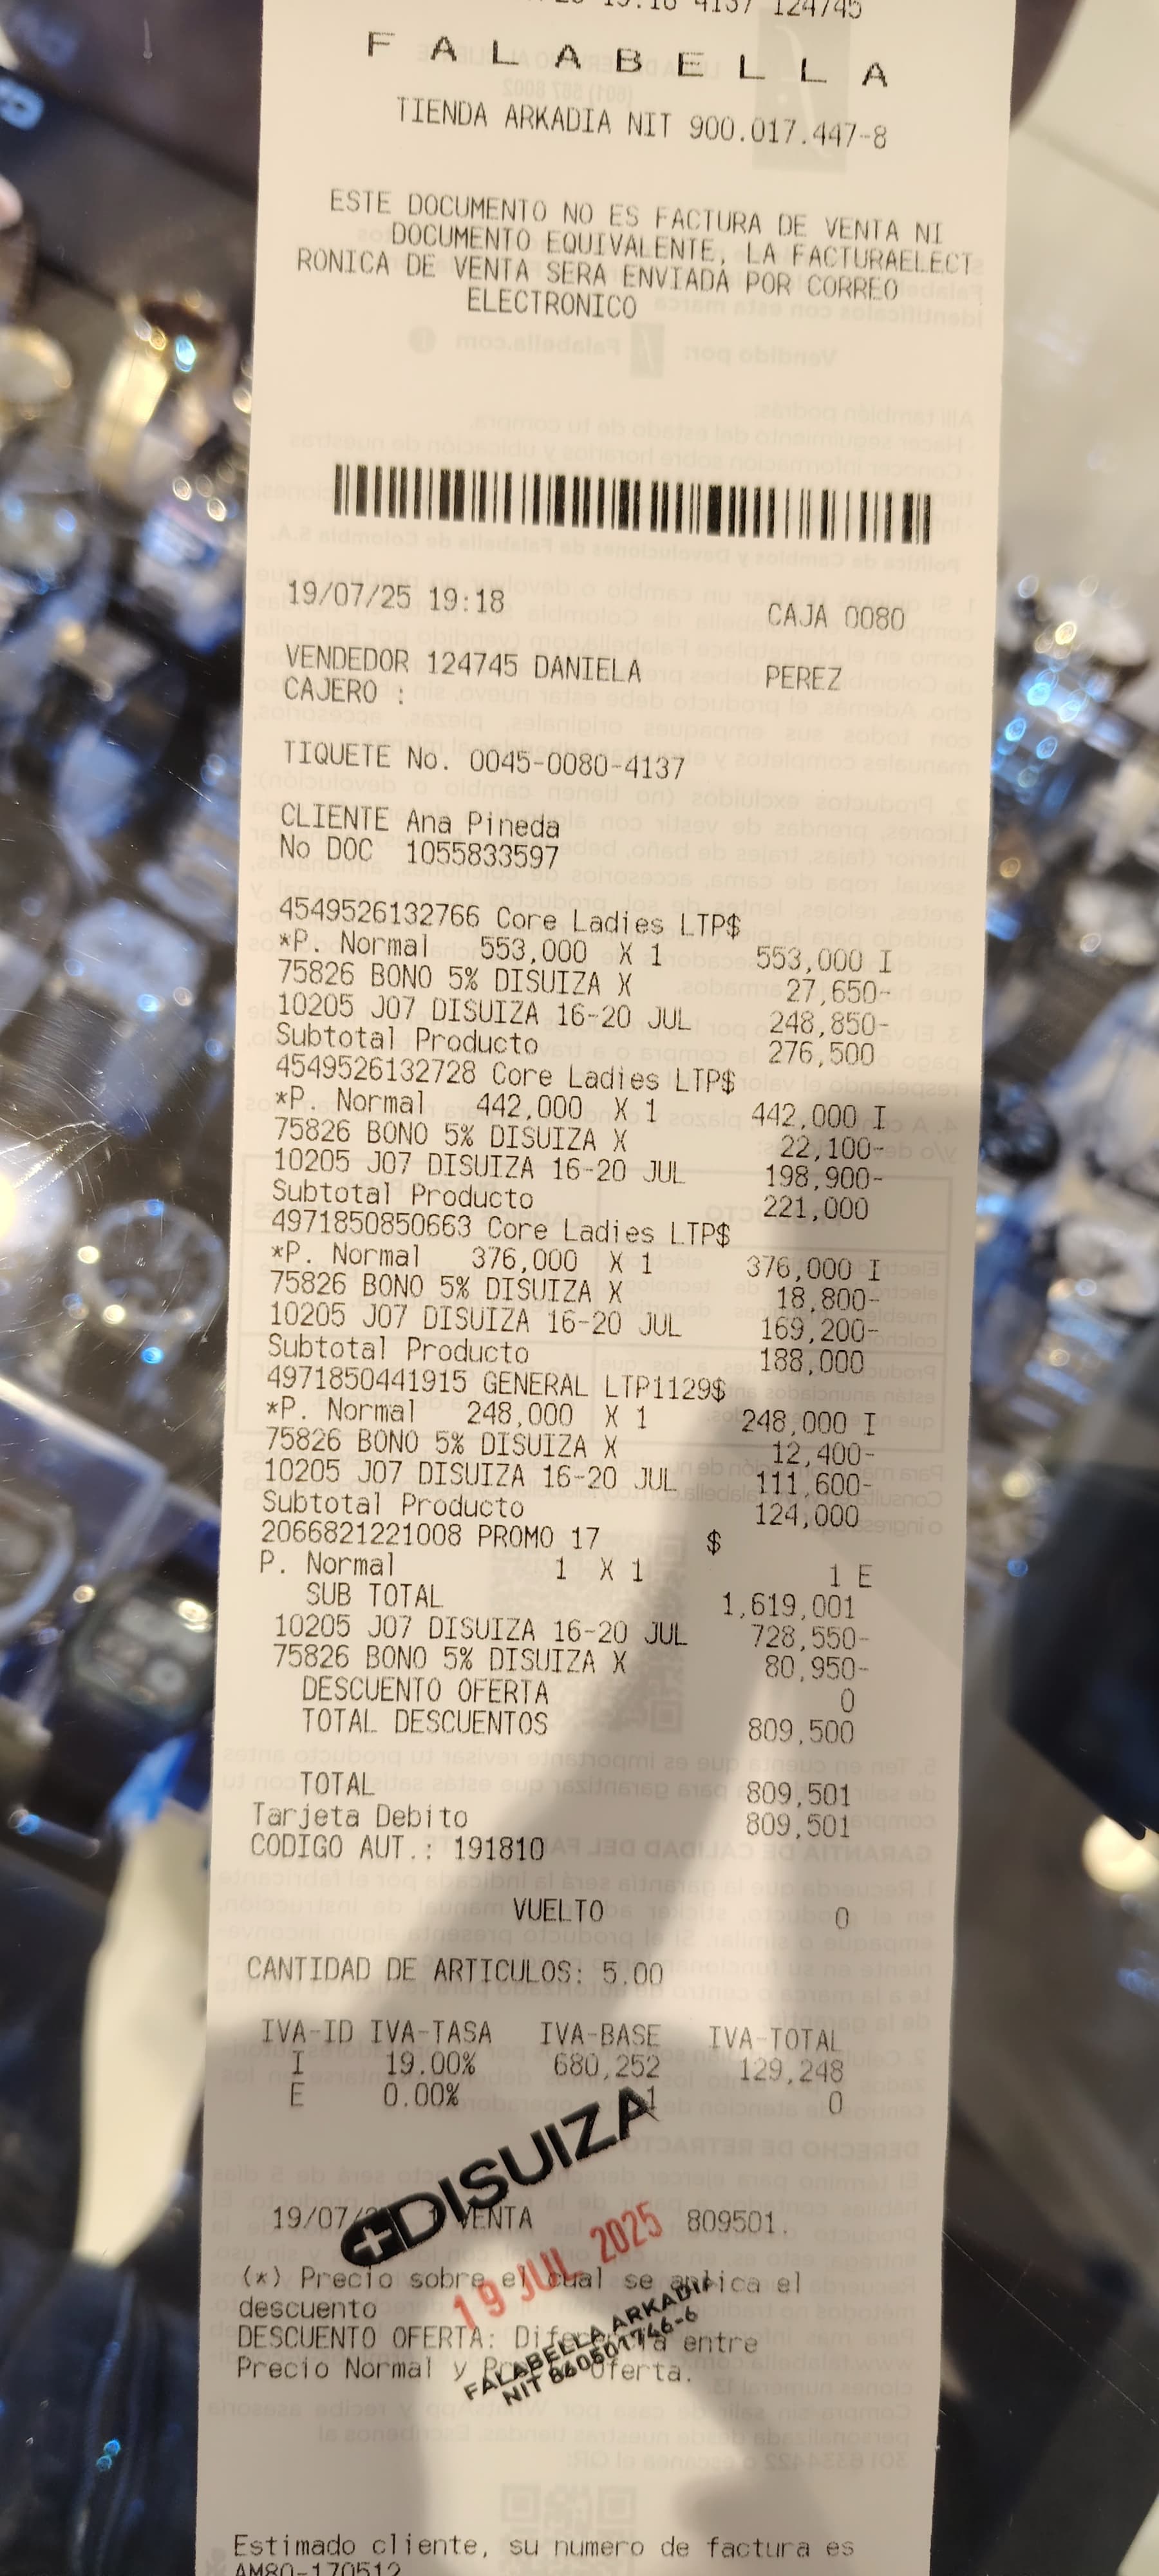 19:18 4137 124745
FALABELLA
TIENDA ARKADIA NIT 900.017.447-8
ESTE DOCUMENTO NO ES FACTURA DE VENTA NI
DOCUMENTO EQUIVALENTE, LA FACTURAELECT
RONICA DE VENTA SERA ENVIADA POR CORREO
ELECTRONICO
19/07/25 19:18 CAJA 0080
VENDEDOR 124745 DANIELA PEREZ
CAJERO :
TIQUETE No. 0045-0080-4137
CLIENTE Ana Pineda
No DOC 1055833597
4549526132766 Core Ladies LTP$
*P. Normal 553,000 X 1 553,000 I
75826 BONO 5% DISUIZA X 27,650-
10205 J07 DISUIZA 16-20 JUL 248,850-
Subtotal Producto 276,500
4549526132728 Core Ladies LTP$
*P. Normal 442,000 X 1 442,000 I
75826 BONO 5% DISUIZA X 22,100-
10205 J07 DISUIZA 16-20 JUL 198,900-
Subtotal Producto 221,000
4971850850663 Core Ladies LTP$
*P. Normal 376,000 X 1 376,000 I
75826 BONO 5% DISUIZA X 18,800-
10205 J07 DISUIZA 16-20 JUL 169,200-
Subtotal Producto 188,000
4971850441915 GENERAL LTP1129$
*P. Normal 248,000 X 1 248,000 I
75826 BONO 5% DISUIZA X 12,400-
10205 J07 DISUIZA 16-20 JUL 111,600-
Subtotal Producto 124,000
2066821221008 PROMO 17 $
P. Normal 1 X 1 1 E
SUB TOTAL 1,619,001
10205 J07 DISUIZA 16-20 JUL 728,550-
75826 BONO 5% DISUIZA X 80,950-
DESCUENTO OFERTA 0
TOTAL DESCUENTOS 809,500
TOTAL 809,501
Tarjeta Debito 809,501
CODIGO AUT.: 191810
VUELTO 0
CANTIDAD DE ARTICULOS: 5.00
IVA-ID IVA-TASA IVA-BASE IVA-TOTAL
I 19.00% 680,252 129,248
E 0.00% 1 0
DISUIZA
19/07/ VENTA 809501
19 JUL 2025
(*) Precio sobre el cual se aplica el
descuento
FALABELLA ARKADIA
NIT 860501746-6
DESCUENTO OFERTA: Diferencia entre
Precio Normal y Oferta.
Estimado cliente, su numero de factura es
AM80-170512